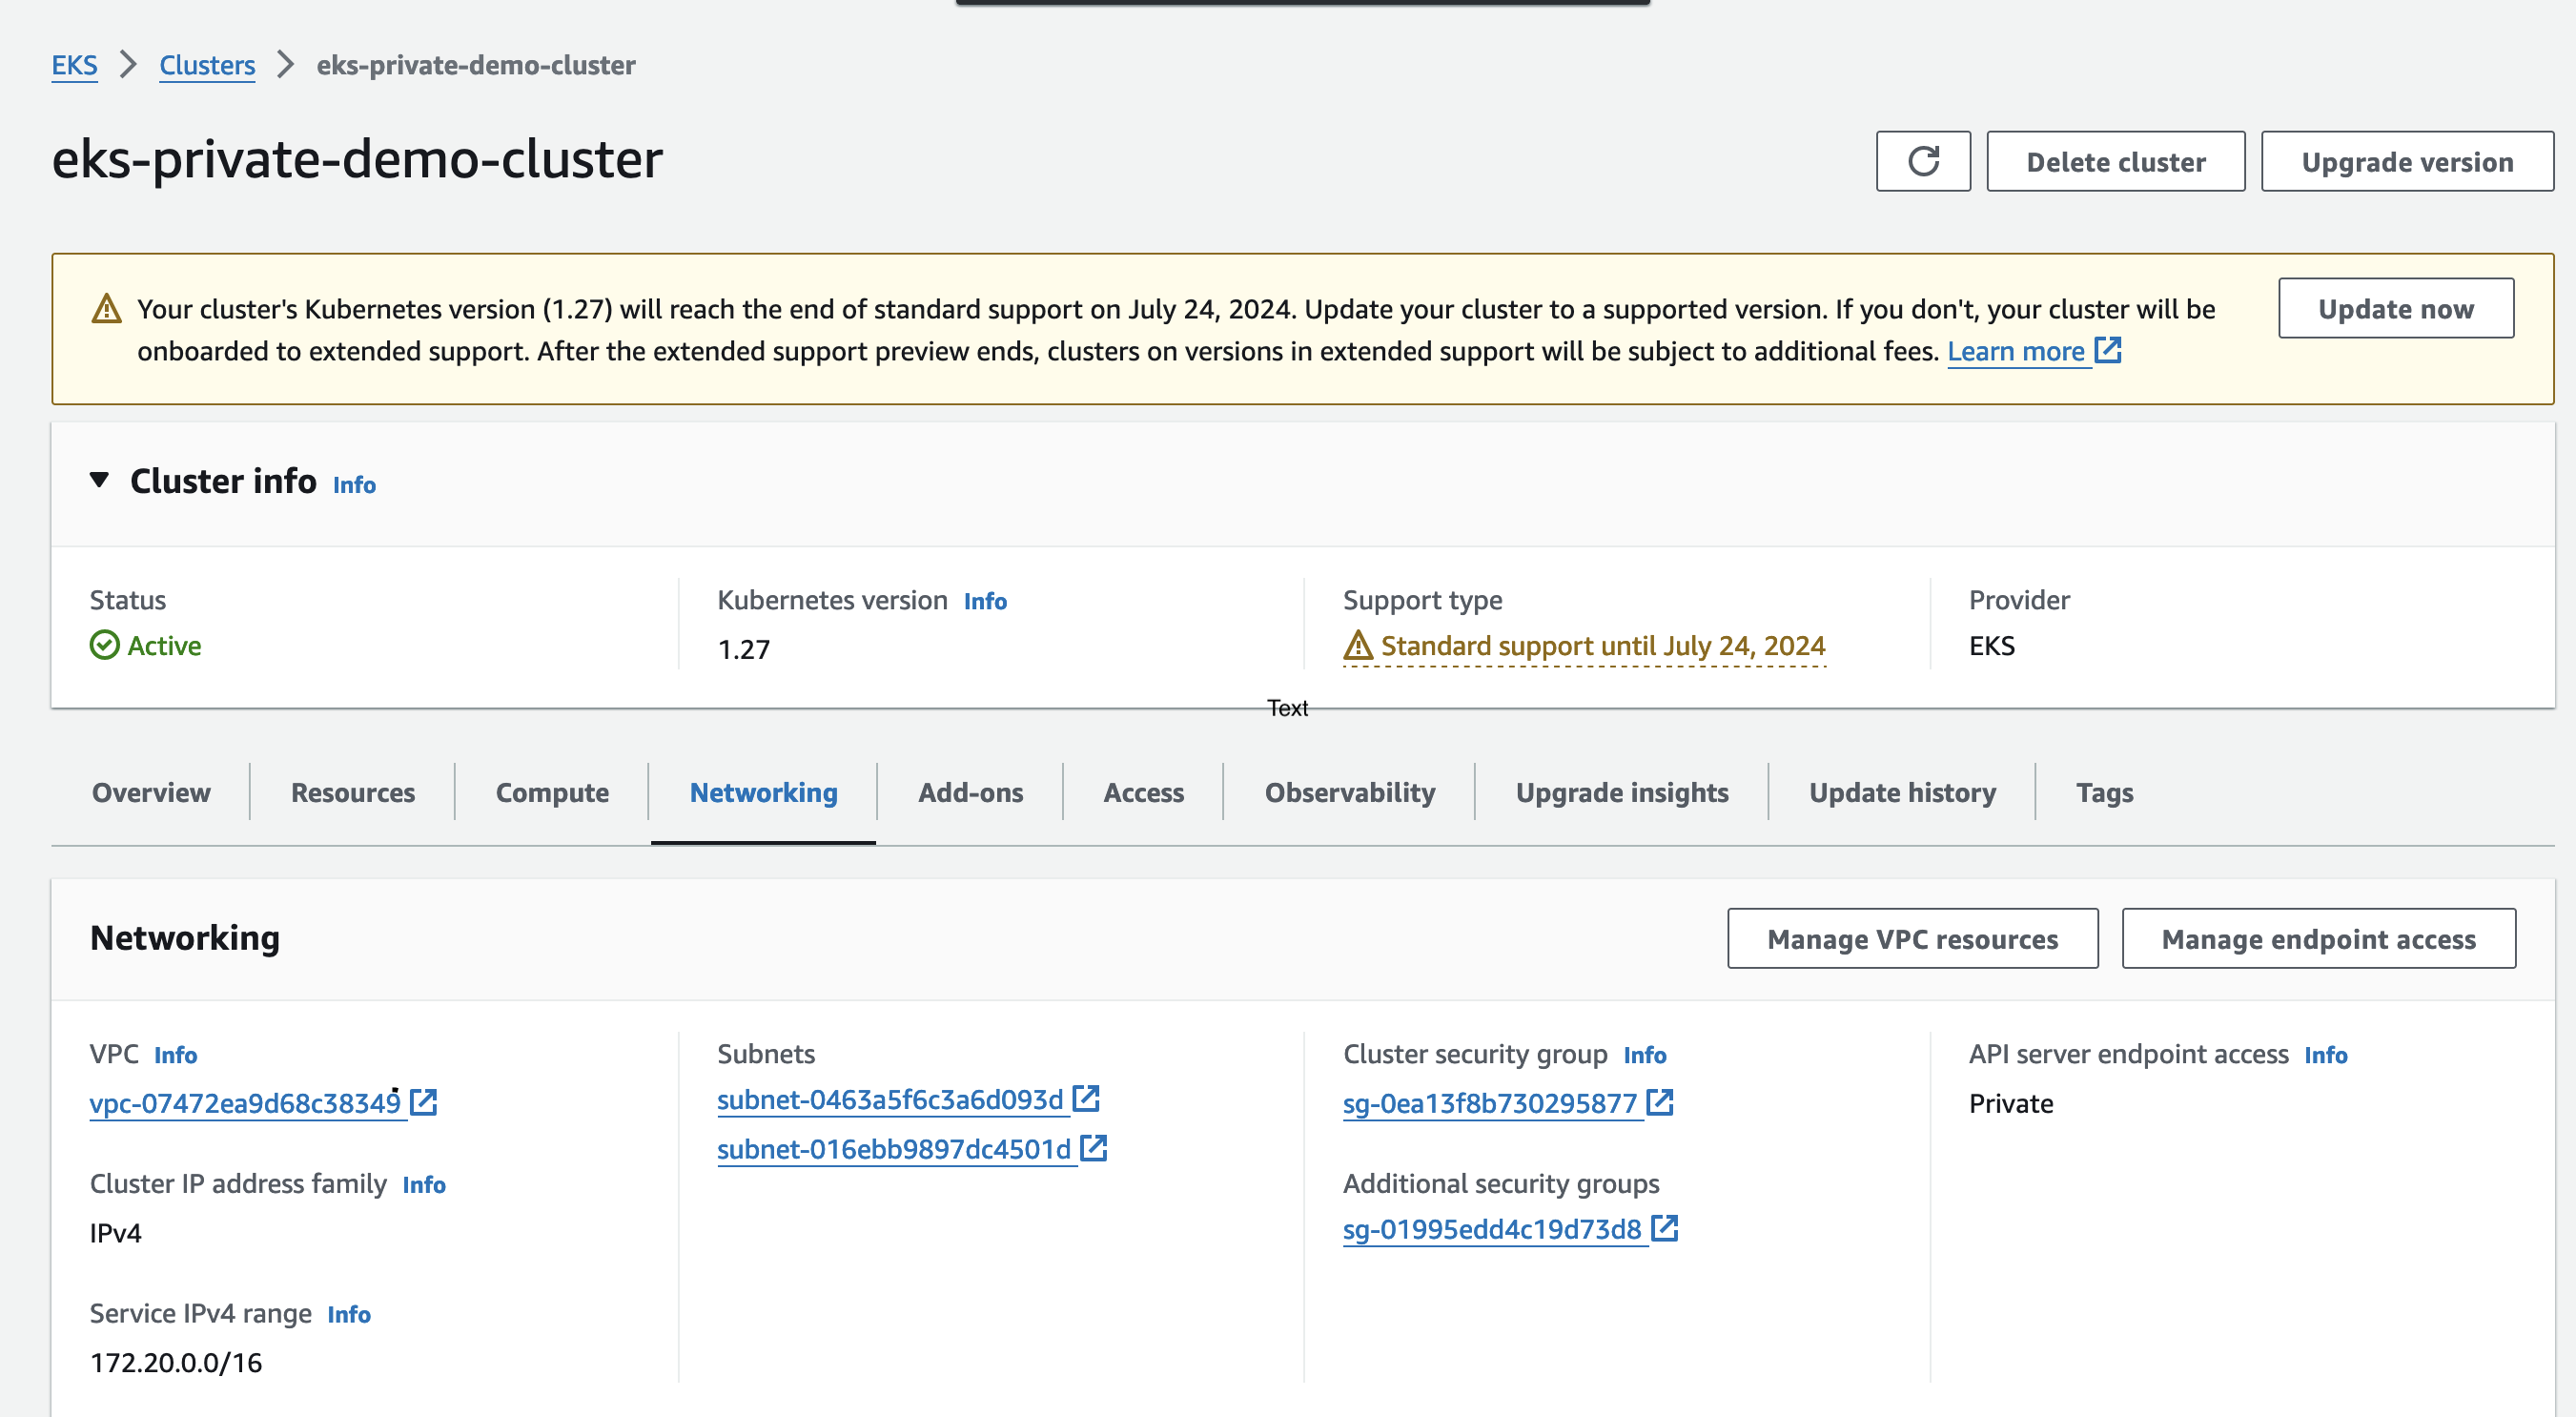 EKS > Clusters > eks-private-demo-cluster
eks-private-demo-cluster
Delete cluster
Upgrade version
Your cluster's Kubernetes version (1.27) will reach the end of standard support on July 24, 2024. Update your cluster to a supported version. If you don't, your cluster will be
onboarded to extended support. After the extended support preview ends, clusters on versions in extended support will be subject to additional fees. Learn more
Update now
Cluster info Info
Status
Active
Kubernetes version Info
1.27
Support type
Standard support until July 24, 2024
Provider
EKS
Text
Overview
Resources
Compute
Networking
Add-ons
Access
Observability
Upgrade insights
Update history
Tags
Networking
Manage VPC resources
Manage endpoint access
VPC Info
vpc-07472ea9d68c38349
Cluster IP address family Info
IPv4
Service IPv4 range Info
172.20.0.0/16
Subnets
subnet-0463a5f6c3a6d093d
subnet-016ebb9897dc4501d
Cluster security group Info
sg-0ea13f8b730295877
Additional security groups
sg-01995edd4c19d73d8
API server endpoint access Info
Private